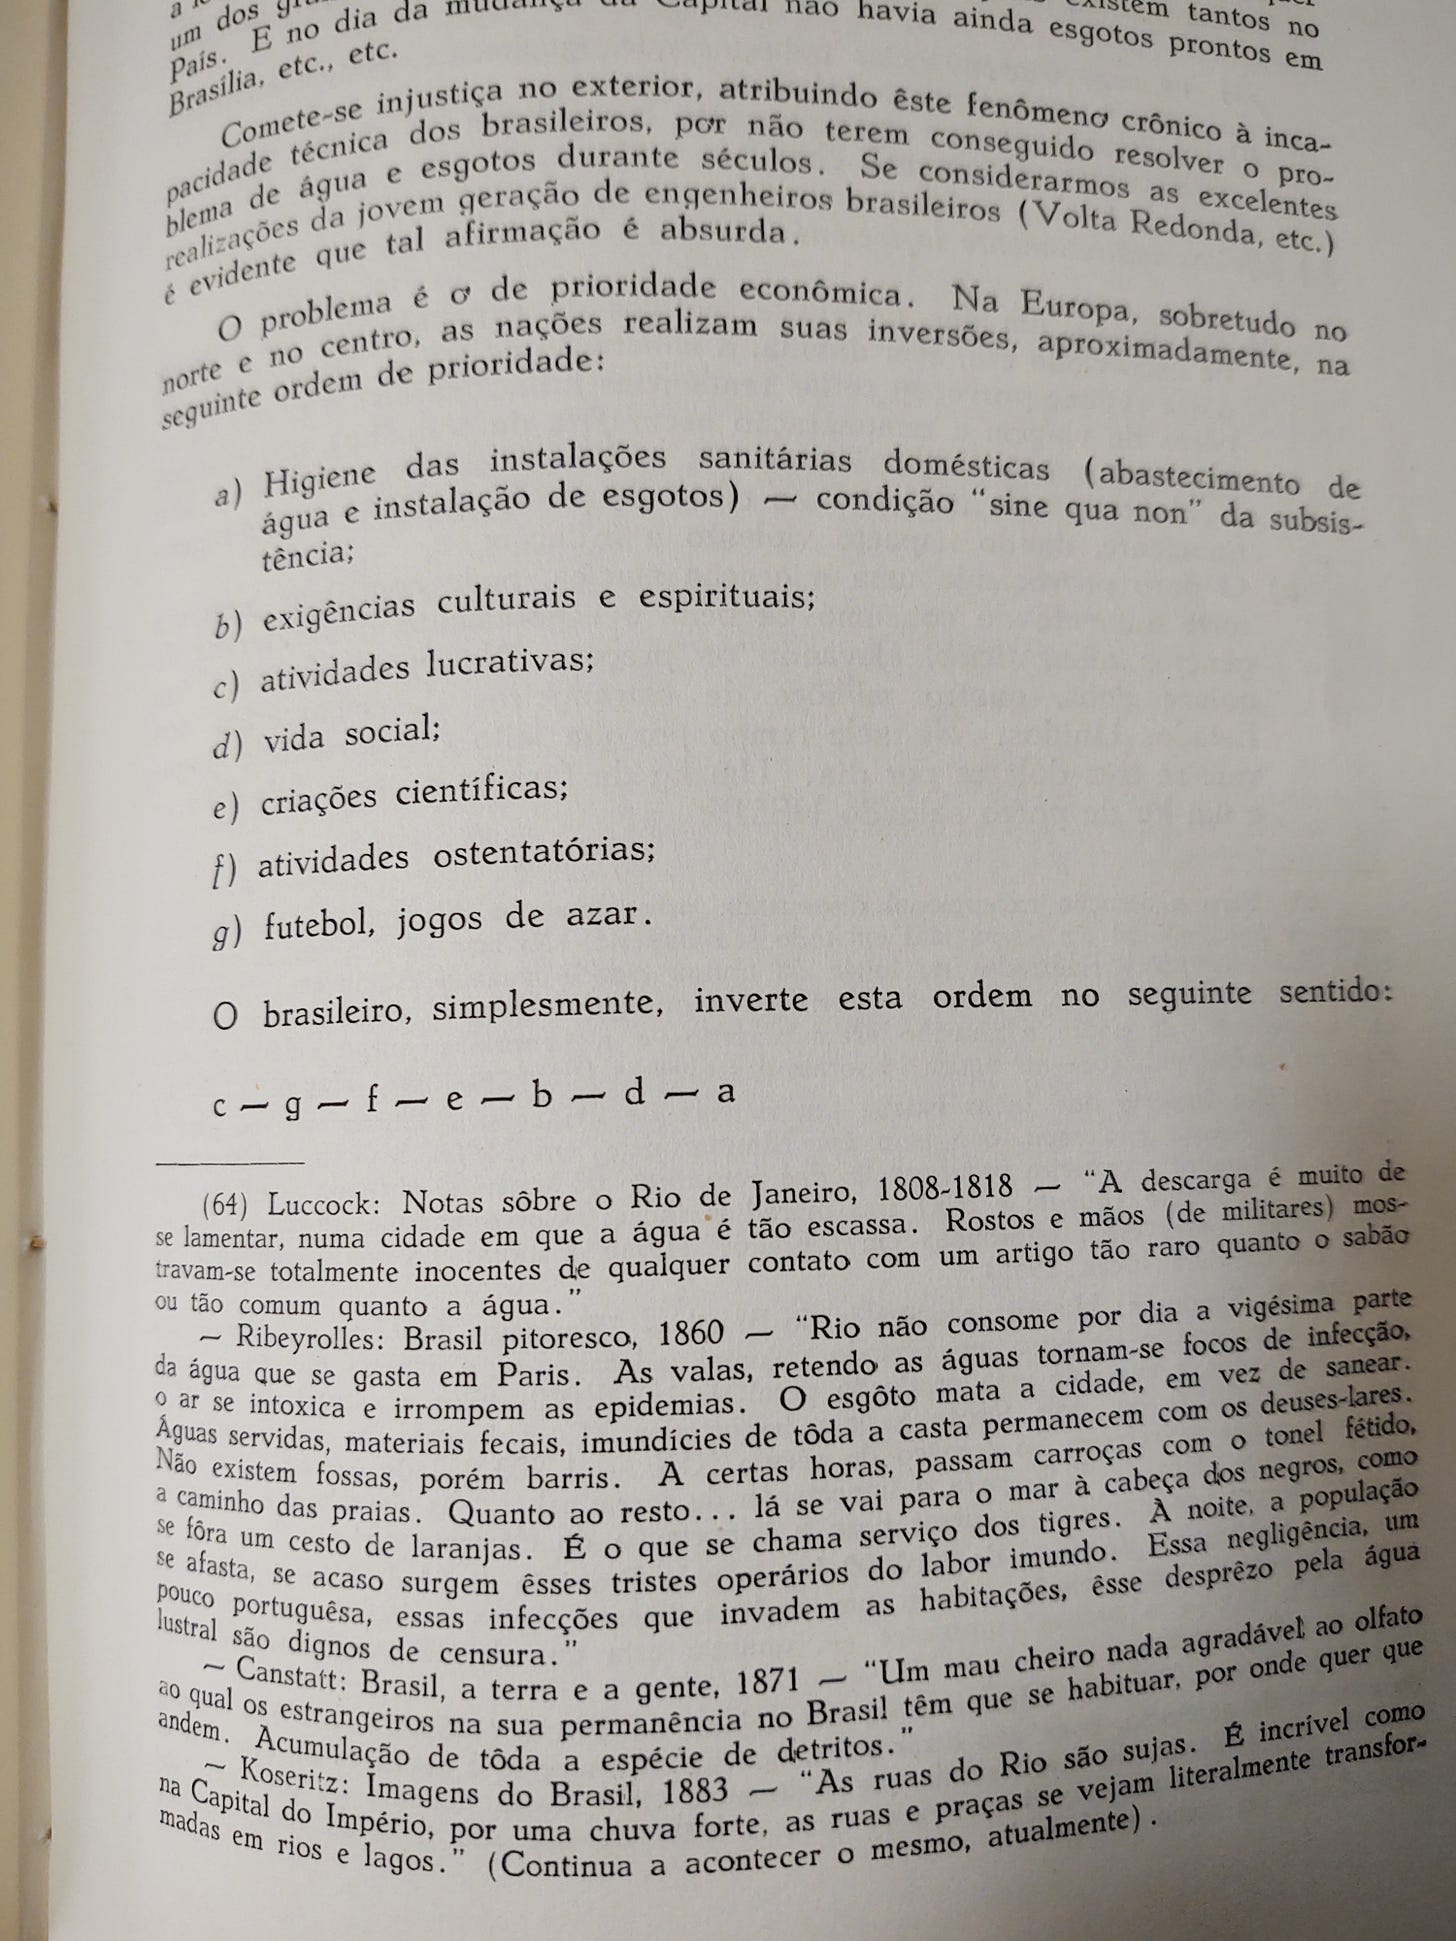 um dos
existem tantos no
País. E no dia da mudança da Capital não havia ainda esgotos prontos em
Brasília, etc., etc.
Comete-se injustiça no exterior, atribuindo êste fenômeno crônico à inca-
pacidade técnica dos brasileiros, por não terem conseguido resolver o pro-
blema de água e esgotos durante séculos. Se considerarmos as excelentes
realizações da jovem geração de engenheiros brasileiros (Volta Redonda, etc.)
é evidente que tal afirmação é absurda.
O problema é o de prioridade econômica. Na Europa, sobretudo no
norte e no centro, as nações realizam suas inversões, aproximadamente, na
seguinte ordem de prioridade:
a) Higiene das instalações sanitárias domésticas (abastecimento de
água e instalação de esgotos) — condição "sine qua non" da subsis-
tência;
b) exigências culturais e espirituais;
c) atividades lucrativas;
d) vida social;
e) criações científicas;
f) atividades ostentatórias;
g) futebol, jogos de azar.
O brasileiro, simplesmente, inverte esta ordem no seguinte sentido:
c — g — f — e — b — d — a
(64) Luccock: Notas sôbre o Rio de Janeiro, 1808-1818 — "A descarga é muito de
se lamentar, numa cidade em que a água é tão escassa. Rostos e mãos (de militares) mos-
travam-se totalmente inocentes de qualquer contato com um artigo tão raro quanto o sabão
ou tão comum quanto a água."
— Ribeyrolles: Brasil pitoresco, 1860 — "Rio não consome por dia a vigésima parte
da água que se gasta em Paris. As valas, retendo as águas tornam-se focos de infecção,
o ar se intoxica e irrompem as epidemias. O esgôto mata a cidade, em vez de sanear.
Águas servidas, materiais fecais, imundícies de tôda a casta permanecem com os deuses-lares.
Não existem fossas, porém barris. A certas horas, passam carroças com o tonel fétido,
a caminho das praias. Quanto ao resto... lá se vai para o mar à cabeça dos negros, como
se fôra um cesto de laranjas. É o que se chama serviço dos tigres. À noite, a população
se afasta, se acaso surgem êsses tristes operários do labor imundo. Essa negligência, um
pouco portuguêsa, essas infecções que invadem as habitações, êsse desprêzo pela água
lustral são dignos de censura."
— Canstatt: Brasil, a terra e a gente, 1871 — "Um mau cheiro nada agradável ao olfato
ao qual os estrangeiros na sua permanência no Brasil têm que se habituar, por onde quer que
andem. Acumulação de tôda a espécie de detritos."
— Koseritz: Imagens do Brasil, 1883 — "As ruas do Rio são sujas. É incrível como
na Capital do Império, por uma chuva forte, as ruas e praças se vejam literalmente transfor-
madas em rios e lagos." (Continua a acontecer o mesmo, atualmente).